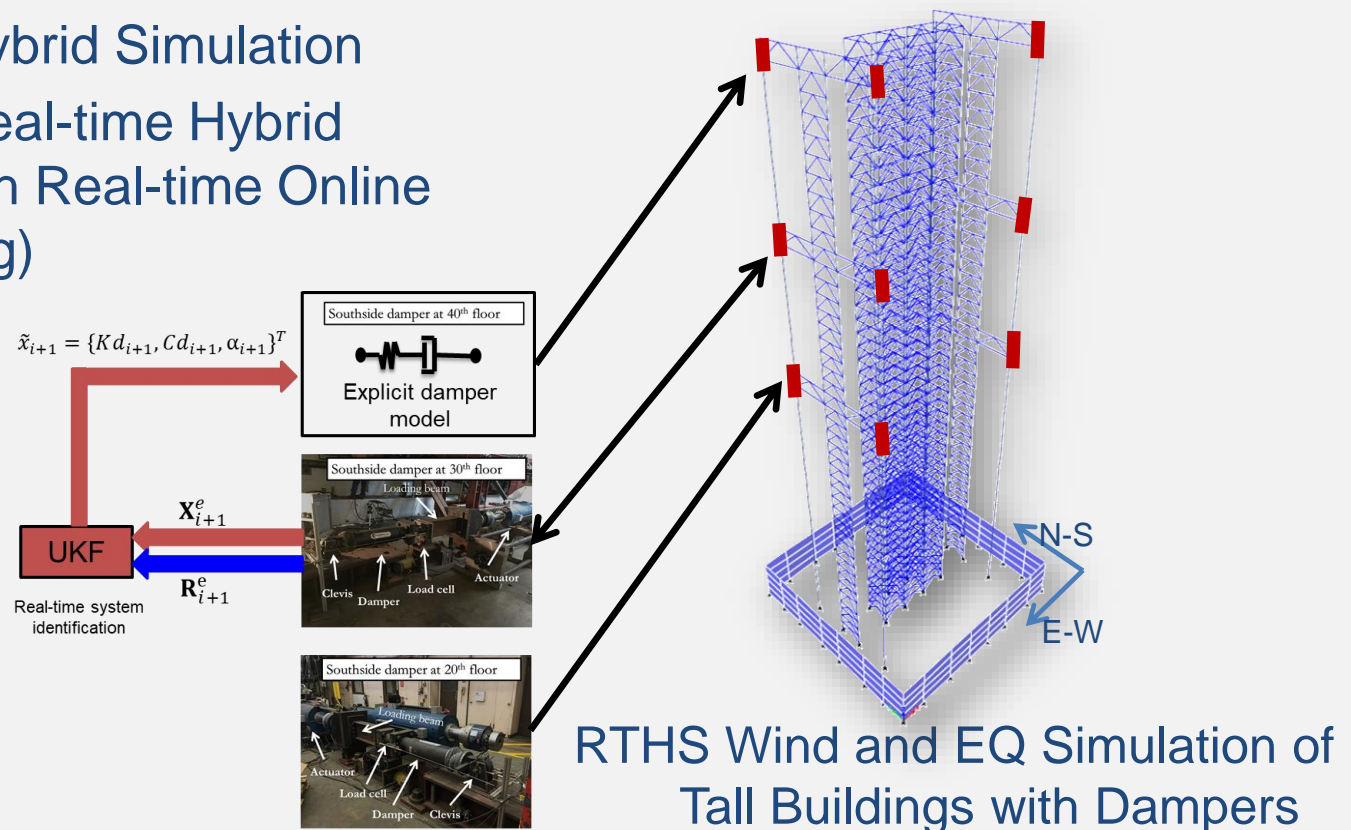 ybrid Simulation
eal-time Hybrid
n Real-time Online
g)
x̃ᵢ₊₁ = {Kdᵢ₊₁, Cdᵢ₊₁, αᵢ₊₁}ᵀ
Southside damper at 40th floor
Explicit damper
model
Southside damper at 30th floor
Loading beam
Clevis
Damper
Load cell
Actuator
Xᵉᵢ₊₁
UKF
Rᵉᵢ₊₁
Real-time system
identification
Southside damper at 20th floor
Loading beam
Actuator
Load cell
Damper
Clevis
N-S
E-W
RTHS Wind and EQ Simulation of
Tall Buildings with Dampers